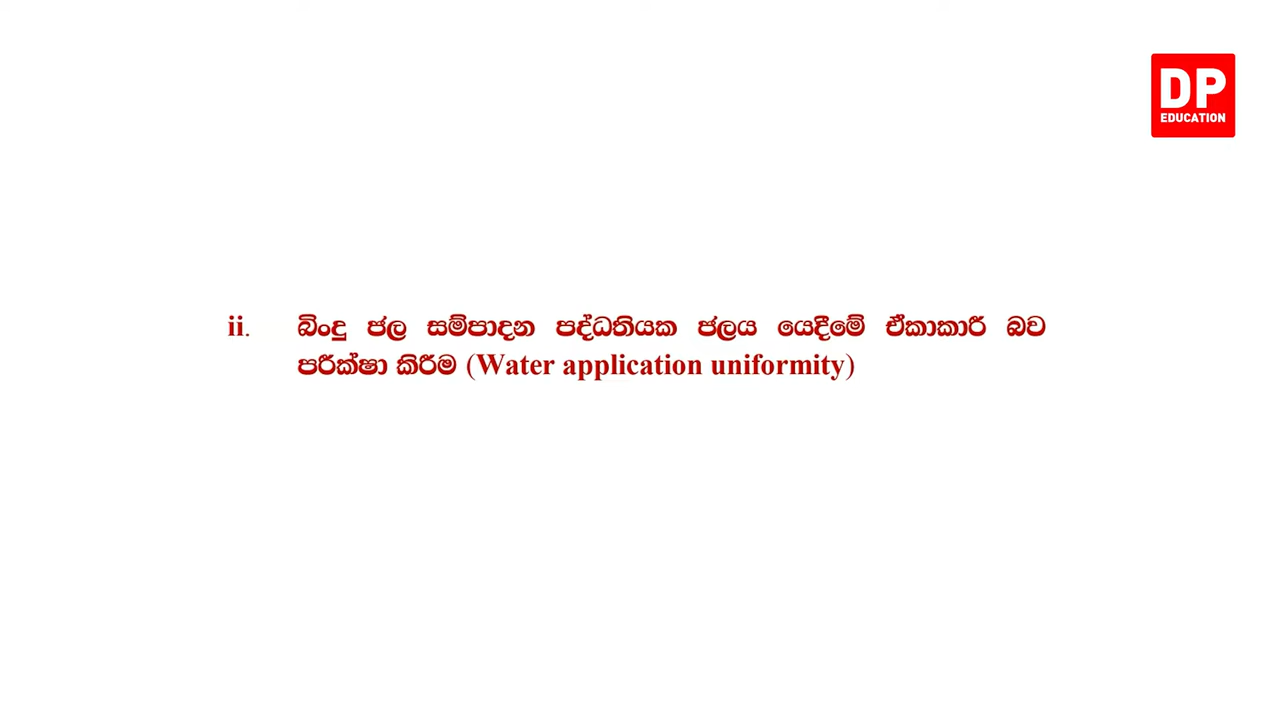 DP
EDUCATION
ii. බිංදු ජල සම්පාදන පද්ධතියක ජලය යෙදීමේ ඒකාකාරී බව
පරීක්ෂා කිරීම (Water application uniformity)